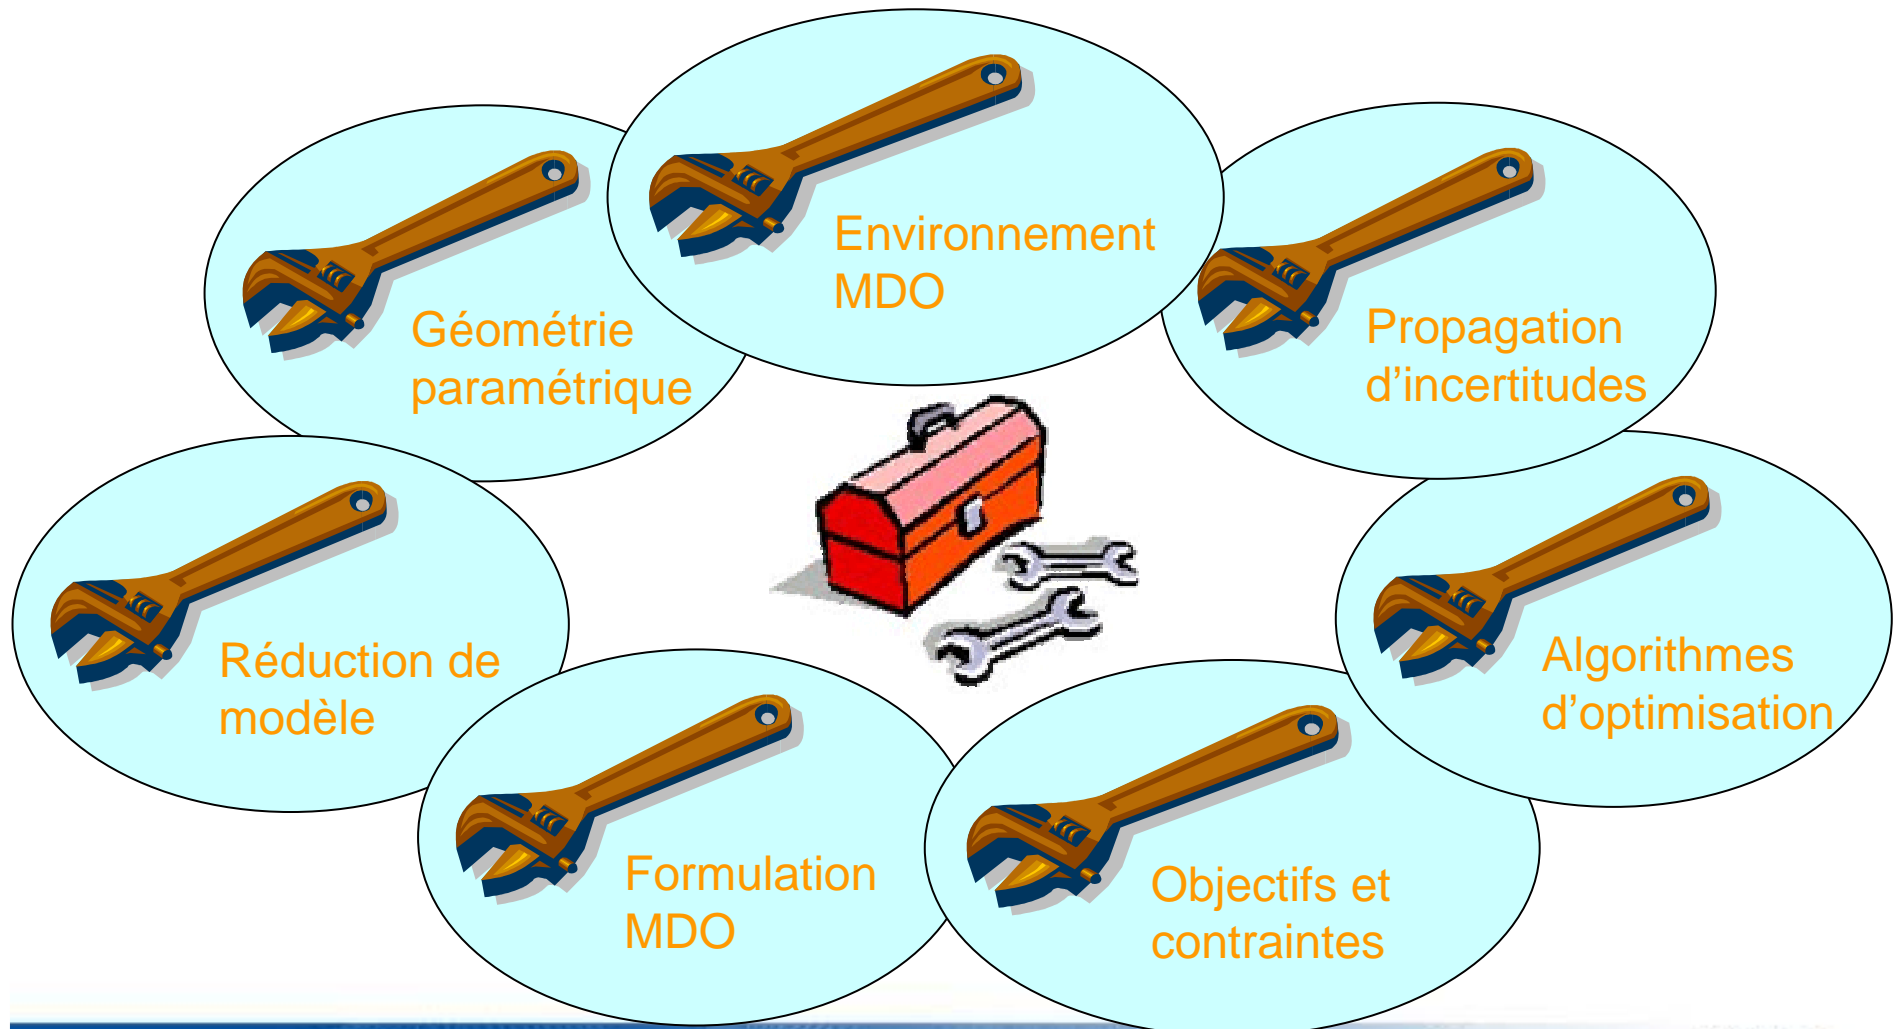 Environnement
MDO
Géométrie
paramétrique
Propagation
d’incertitudes
Réduction de
modèle
Algorithmes
d’optimisation
Formulation
MDO
Objectifs et
contraintes